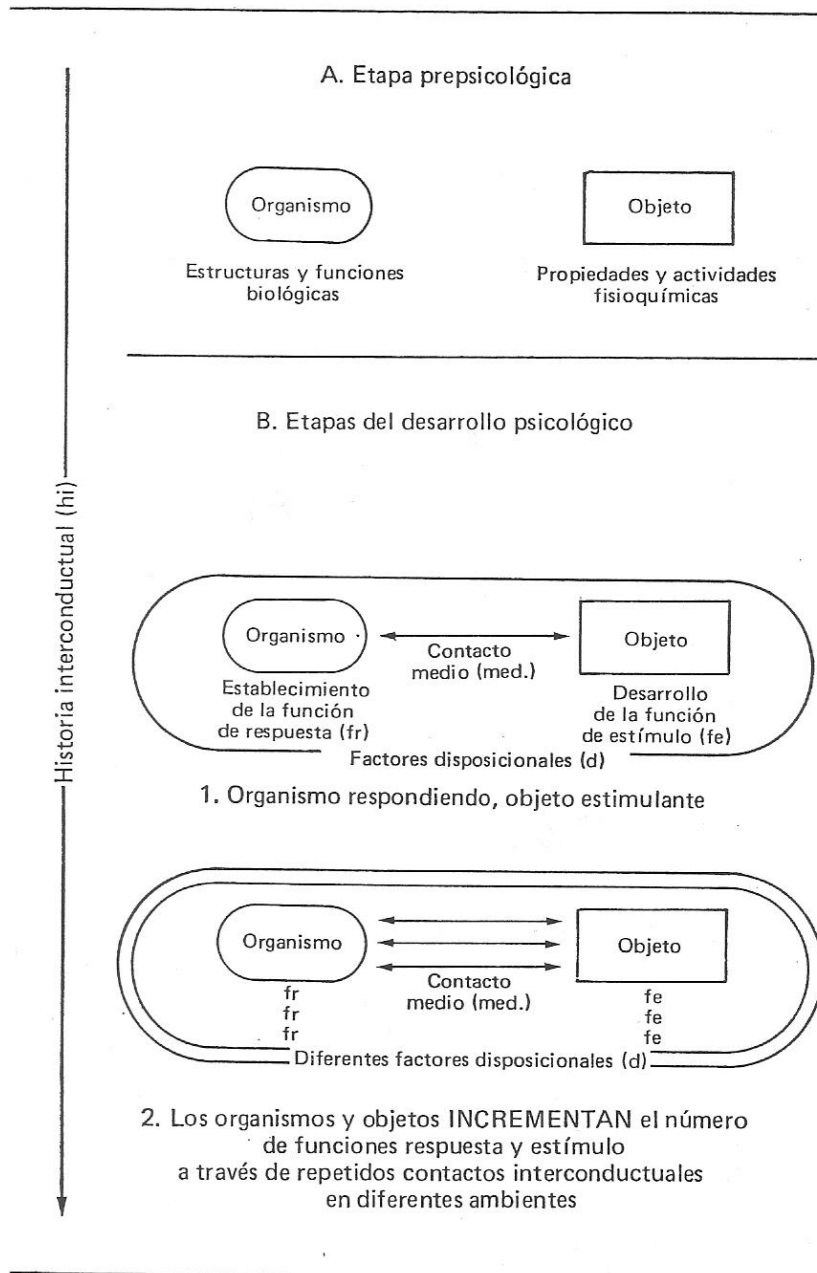 A. Etapa prepsicológica
Organismo
Objeto
Estructuras y funciones
biológicas
Propiedades y actividades
fisioquímicas
B. Etapas del desarrollo psicológico
Historia interconductual (hi)
Organismo
Contacto
medio (med.)
Objeto
Establecimiento
de la función
de respuesta (fr)
Desarrollo
de la función
de estímulo (fe)
Factores disposicionales (d)
1. Organismo respondiendo, objeto estimulante
Organismo
Contacto
medio (med.)
Objeto
fr
fr
fr
fe
fe
fe
Diferentes factores disposicionales (d)
2. Los organismos y objetos INCREMENTAN el número
de funciones respuesta y estímulo
a través de repetidos contactos interconductuales
en diferentes ambientes